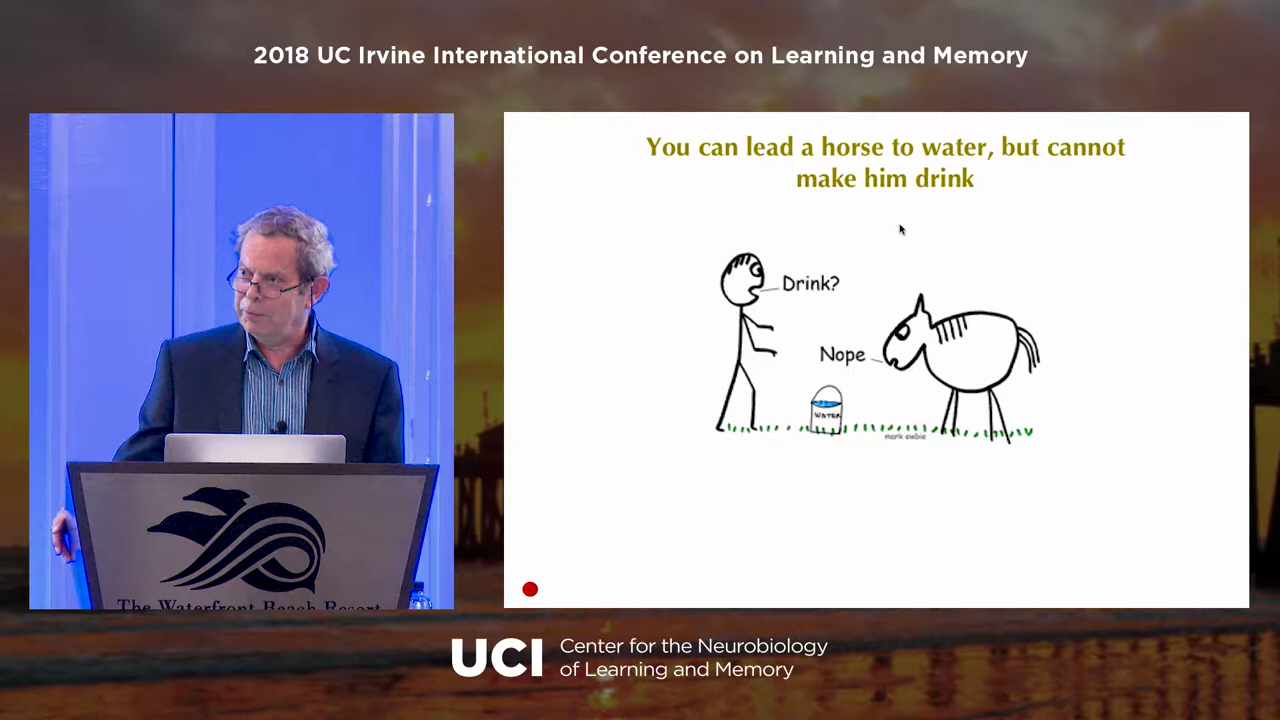 2018 UC Irvine International Conference on Learning and Memory
You can lead a horse to water, but cannot
make him drink
Drink?
Nope
WATER
mark owbie
The Waterfront Beach Resort
UCI
Center for the Neurobiology
of Learning and Memory